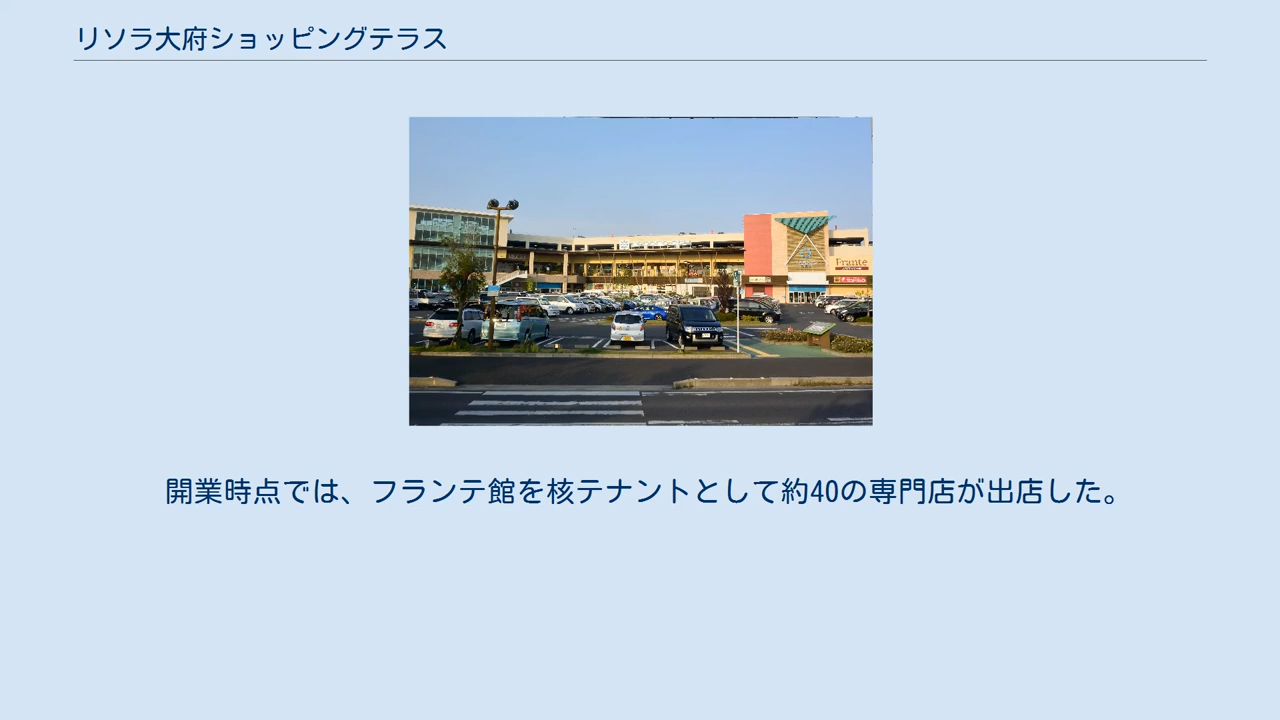 リソラ大府ショッピングテラス
Frante
開業時点では、フランテ館を核テナントとして約40の専門店が出店した。